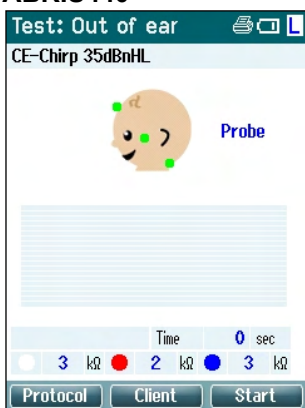 Test: Out of ear L
CE-Chirp 35dBnHL
Probe
Time 0 sec
3 kΩ 2 kΩ 3 kΩ
Protocol Client Start